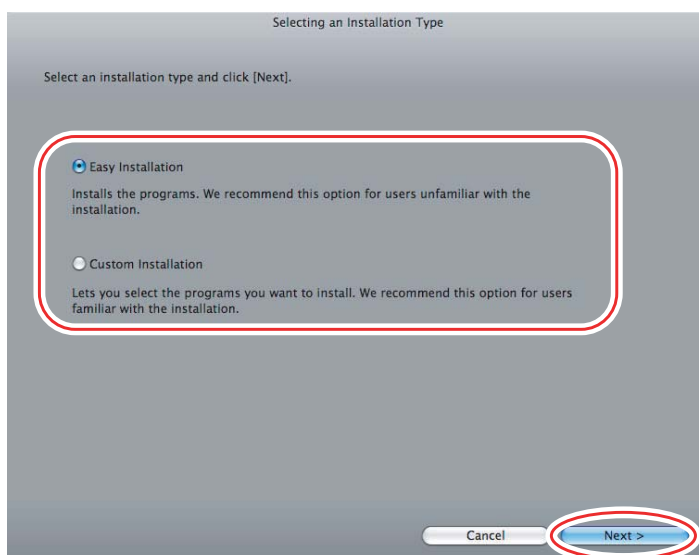 Selecting an Installation Type
Select an installation type and click [Next].
Easy Installation
Installs the programs. We recommend this option for users unfamiliar with the
installation.
Custom Installation
Lets you select the programs you want to install. We recommend this option for users
familiar with the installation.
Cancel
Next >